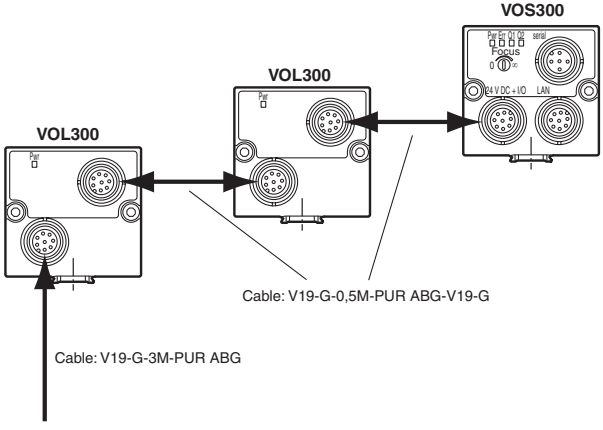 VOS300
Pwr Err Q1 Q2 serial
Focus
0 ∞
24 V DC + I/O LAN
VOL300
Pwr
VOL300
Pwr
Cable: V19-G-0,5M-PUR ABG-V19-G
Cable: V19-G-3M-PUR ABG